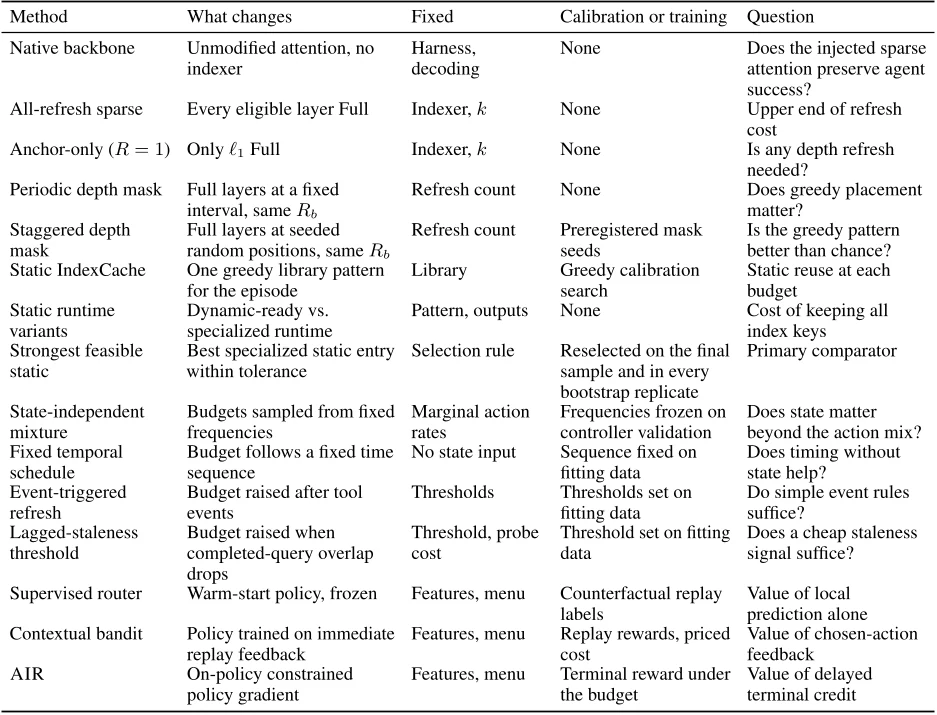 Method What changes Fixed Calibration or training Question
Native backbone Unmodified attention, no Harness, None Does the injected sparse
indexer decoding attention preserve agent
success?
All-refresh sparse Every eligible layer Full Indexer, k None Upper end of refresh
cost
Anchor-only (R = 1) Only ℓ₁ Full Indexer, k None Is any depth refresh
needed?
Periodic depth mask Full layers at a fixed Refresh count None Does greedy placement
interval, same R_b matter?
Staggered depth Full layers at seeded Refresh count Preregistered mask Is the greedy pattern
mask random positions, same R_b seeds better than chance?
Static IndexCache One greedy library pattern Library Greedy calibration Static reuse at each
for the episode search budget
Static runtime Dynamic-ready vs. Pattern, outputs None Cost of keeping all
variants specialized runtime index keys
Strongest feasible Best specialized static entry Selection rule Reselected on the final Primary comparator
static within tolerance sample and in every
bootstrap replicate
State-independent Budgets sampled from fixed Marginal action Frequencies frozen on Does state matter
mixture frequencies rates controller validation beyond the action mix?
Fixed temporal Budget follows a fixed time No state input Sequence fixed on Does timing without
schedule sequence fitting data state help?
Event-triggered Budget raised after tool Thresholds Thresholds set on Do simple event rules
refresh events fitting data suffice?
Lagged-staleness Budget raised when Threshold, probe Threshold set on fitting Does a cheap staleness
threshold completed-query overlap cost data signal suffice?
drops
Supervised router Warm-start policy, frozen Features, menu Counterfactual replay Value of local
labels prediction alone
Contextual bandit Policy trained on immediate Features, menu Replay rewards, priced Value of chosen-action
replay feedback cost feedback
AIR On-policy constrained Features, menu Terminal reward under Value of delayed
policy gradient the budget terminal credit